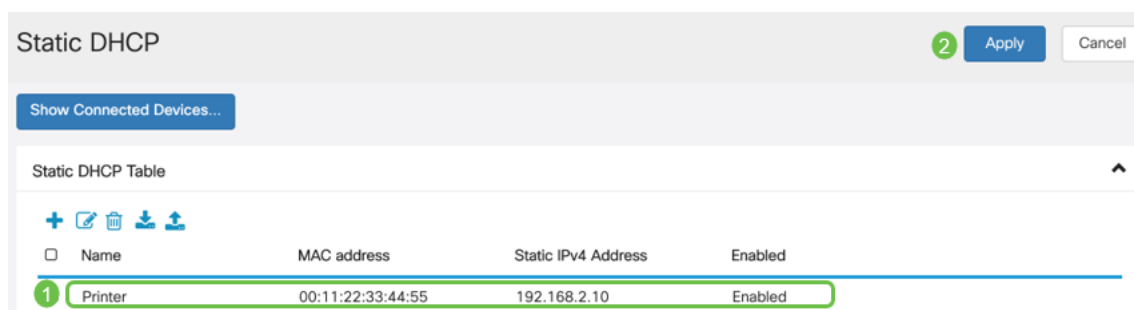 Static DHCP
2 Apply Cancel
Show Connected Devices...
Static DHCP Table
Name MAC address Static IPv4 Address Enabled
1 Printer 00:11:22:33:44:55 192.168.2.10 Enabled